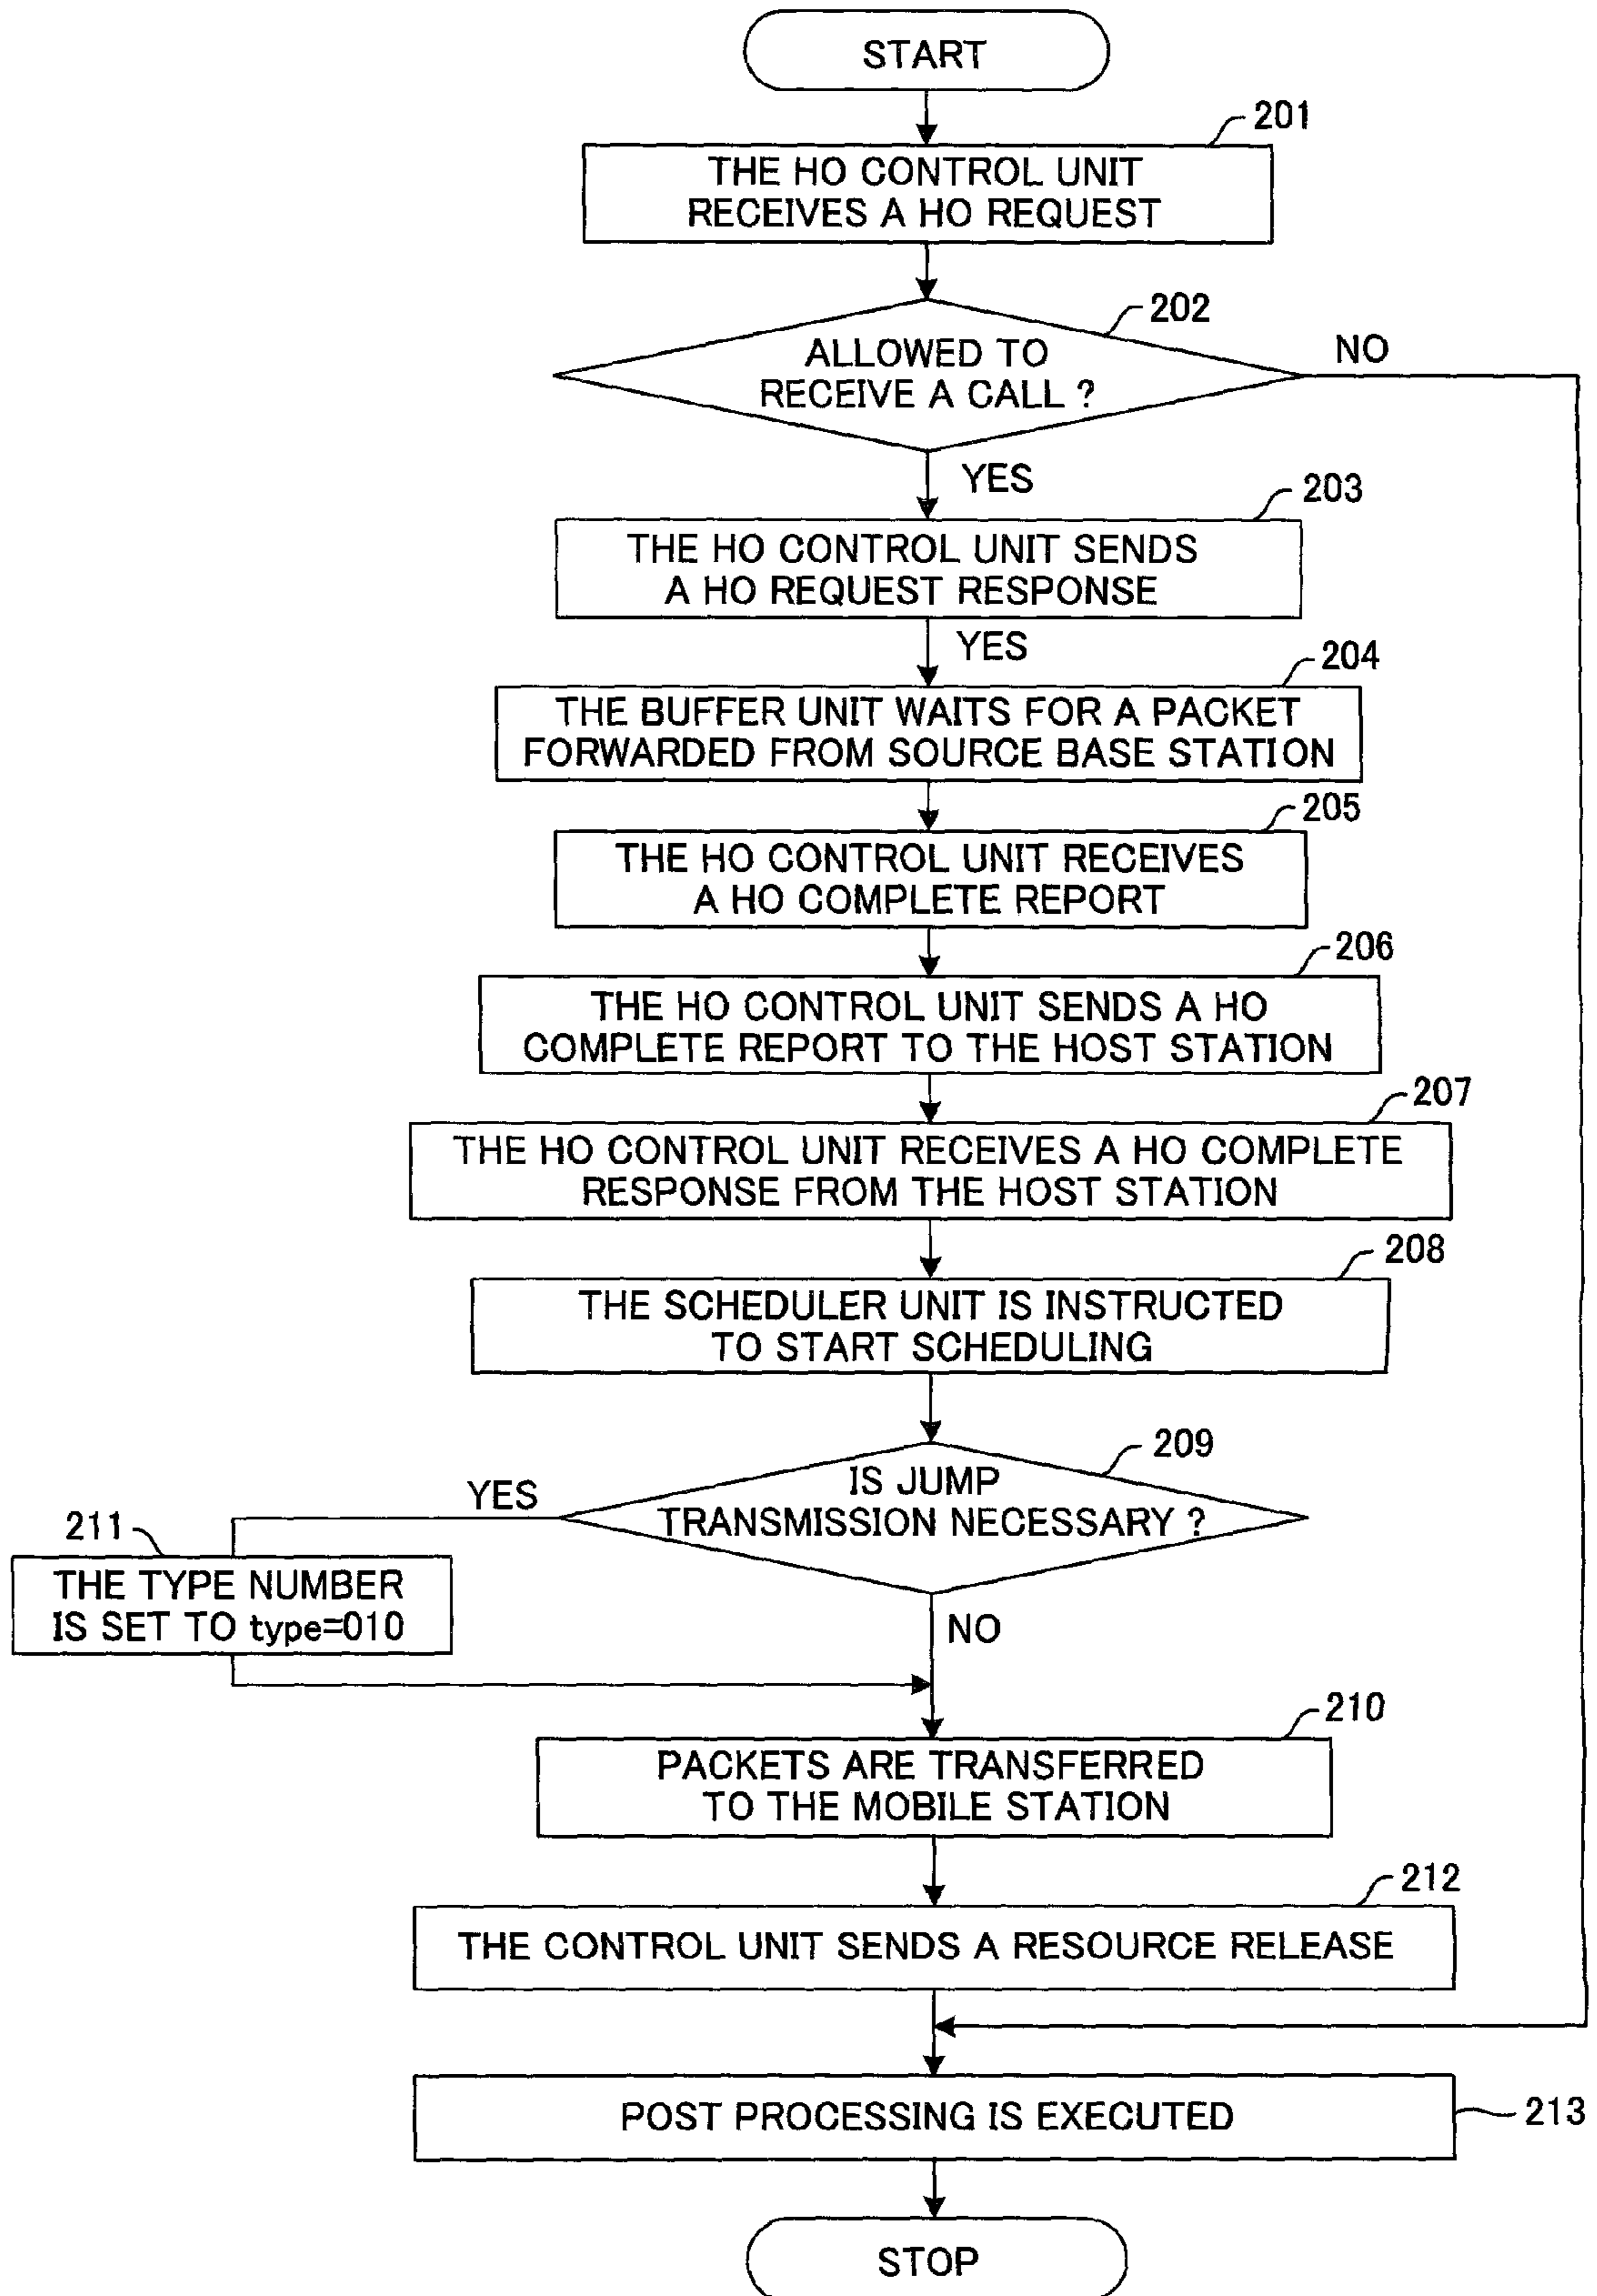 START
201
THE HO CONTROL UNIT
RECEIVES A HO REQUEST
202
ALLOWED TO
RECEIVE A CALL ?
NO
YES
203
THE HO CONTROL UNIT SENDS
A HO REQUEST RESPONSE
YES
204
THE BUFFER UNIT WAITS FOR A PACKET
FORWARDED FROM SOURCE BASE STATION
205
THE HO CONTROL UNIT RECEIVES
A HO COMPLETE REPORT
206
THE HO CONTROL UNIT SENDS A HO
COMPLETE REPORT TO THE HOST STATION
207
THE HO CONTROL UNIT RECEIVES A HO COMPLETE
RESPONSE FROM THE HOST STATION
208
THE SCHEDULER UNIT IS INSTRUCTED
TO START SCHEDULING
209
IS JUMP
TRANSMISSION NECESSARY ?
YES
211
THE TYPE NUMBER
IS SET TO type=010
NO
210
PACKETS ARE TRANSFERRED
TO THE MOBILE STATION
212
THE CONTROL UNIT SENDS A RESOURCE RELEASE
POST PROCESSING IS EXECUTED
213
STOP